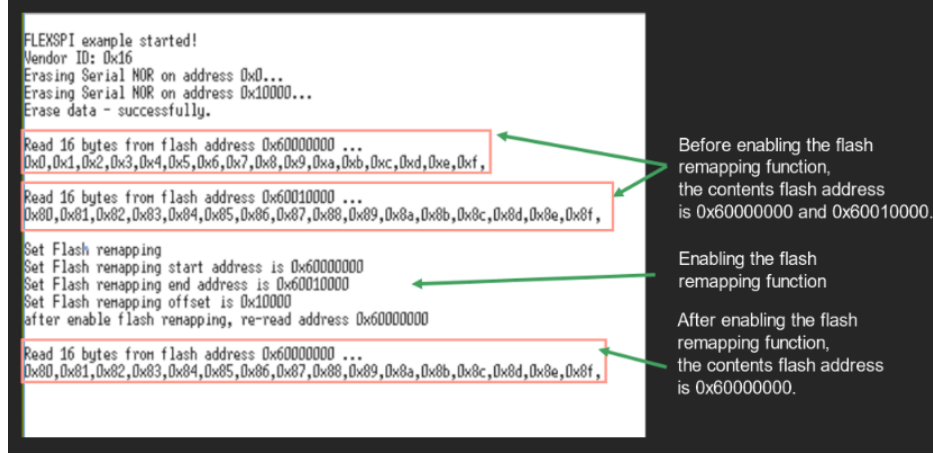 FLEXSPI example started!
Vendor ID: 0x16
Erasing Serial NOR on address 0x0...
Erasing Serial NOR on address 0x10000...
Erase data - successfully.
Read 16 bytes from flash address 0x60000000 ...
0x0,0x1,0x2,0x3,0x4,0x5,0x6,0x7,0x8,0x9,0xa,0xb,0xc,0xd,0xe,0xf,
Read 16 bytes from flash address 0x60010000 ...
0x80,0x81,0x82,0x83,0x84,0x85,0x86,0x87,0x88,0x89,0x8a,0x8b,0x8c,0x8d,0x8e,0x8f,
Set Flash remapping
Set Flash remapping start address is 0x60000000
Set Flash remapping end address is 0x60010000
Set Flash remapping offset is 0x10000
after enable flash remapping, re-read address 0x60000000
Read 16 bytes from flash address 0x60000000 ...
0x80,0x81,0x82,0x83,0x84,0x85,0x86,0x87,0x88,0x89,0x8a,0x8b,0x8c,0x8d,0x8e,0x8f,
Before enabling the flash
remapping function,
the contents flash address
is 0x60000000 and 0x60010000.
Enabling the flash
remapping function
After enabling the flash
remapping function,
the contents flash address
is 0x60000000.